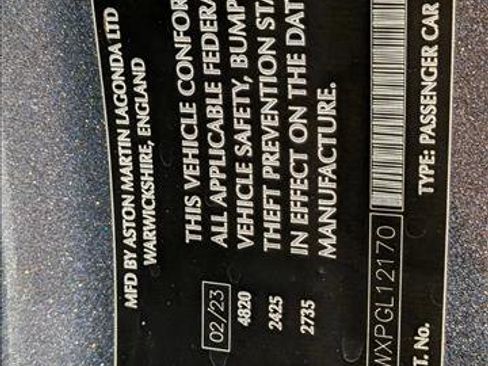 MFD BY ASTON MARTIN LAGONDA LTD
WARWICKSHIRE, ENGLAND
02/23
4820
2425
2735
THIS VEHICLE CONFOR
ALL APPLICABLE FEDERA
VEHICLE SAFETY, BUMP
THEFT PREVENTION STA
IN EFFECT ON THE DAT
MANUFACTURE.
WXPGL12170
T. No.
TYPE: PASSENGER CAR